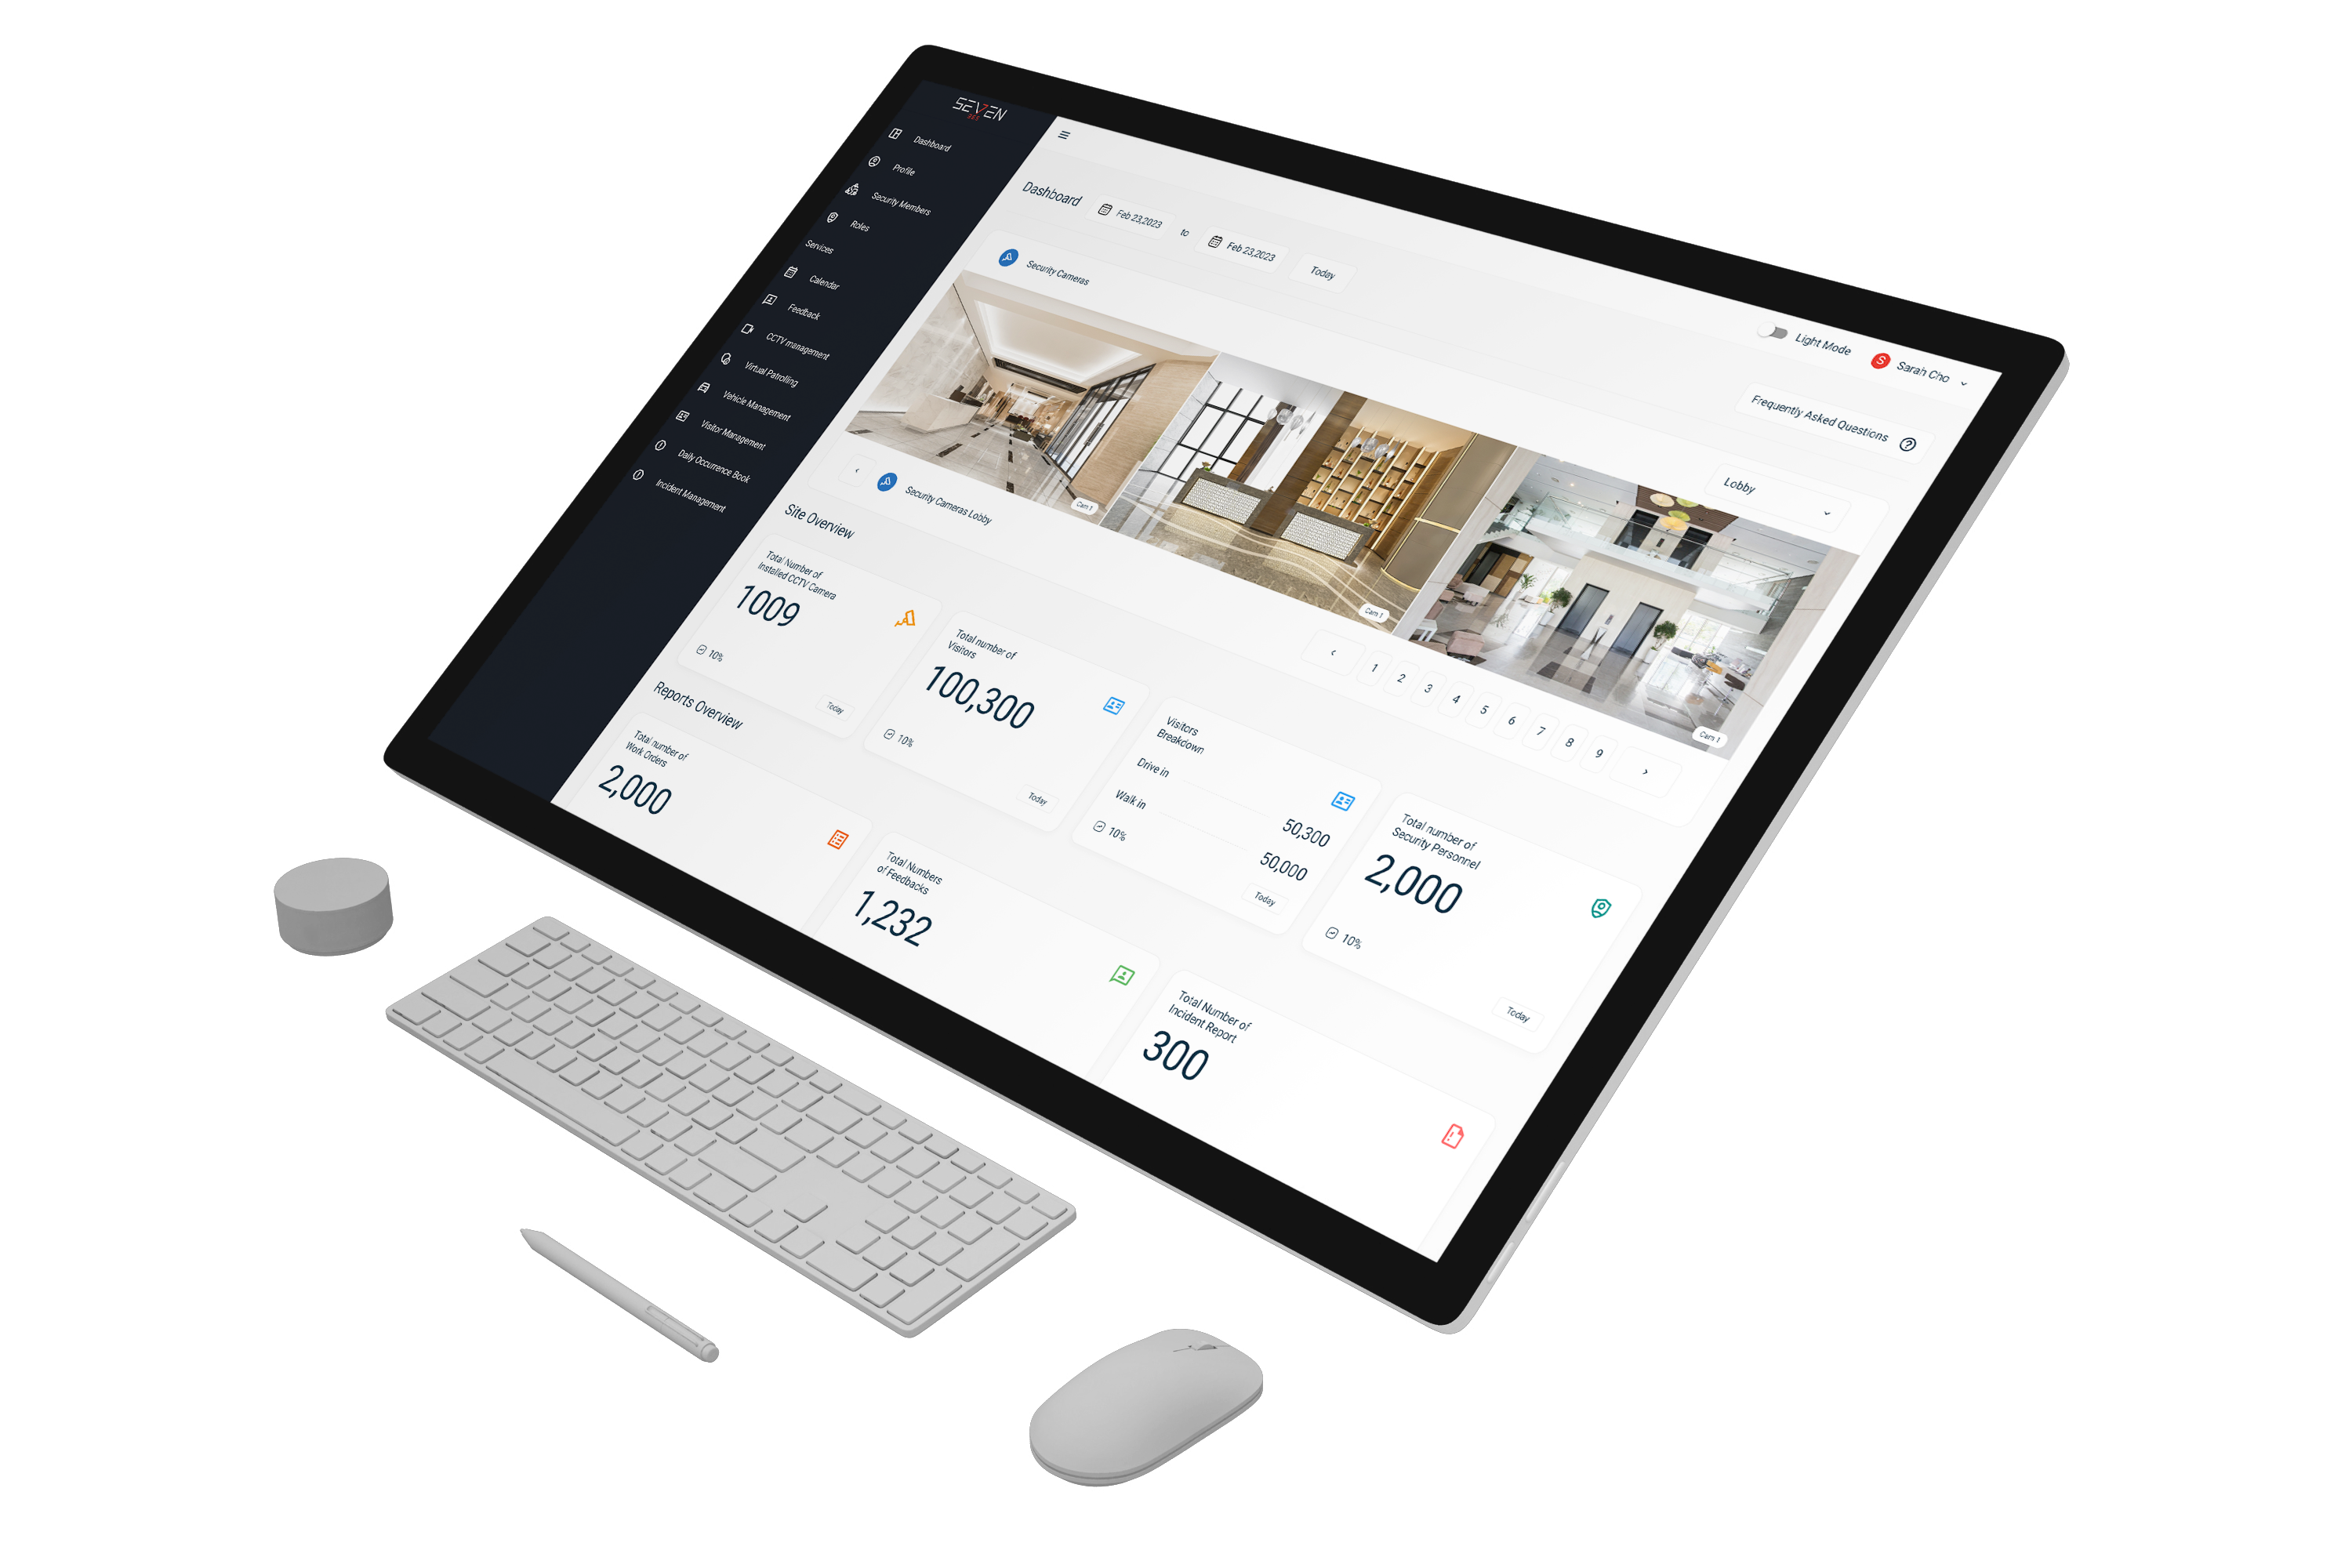 SEVEN
Dashboard
Profile
Security Members
Roles
Services
Calendar
Feedback
CCTV management
Virtual Patrolling
Vehicle Management
Visitor Management
Daily Occurrence Book
Incident Management
Light Mode
S
Sarah Cho
Dashboard
Feb 23,2023
to
Feb 23,2023
Today
Frequently Asked Questions
?
Security Cameras
Lobby
Cam 1
Cam 1
Cam 1
Security Cameras Lobby
1
2
3
4
5
6
7
8
9
Site Overview
Total Number of
Installed CCTV Camera
1009
10%
Today
Total number of
Visitors
100,300
10%
Today
Visitors
Breakdown
Drive in
50,300
Walk in
50,000
10%
Today
Total number of
Security Personnel
2,000
10%
Today
Reports Overview
Total number of
Work Orders
2,000
Total Numbers
of Feedbacks
1,232
Total Number of
Incident Report
300